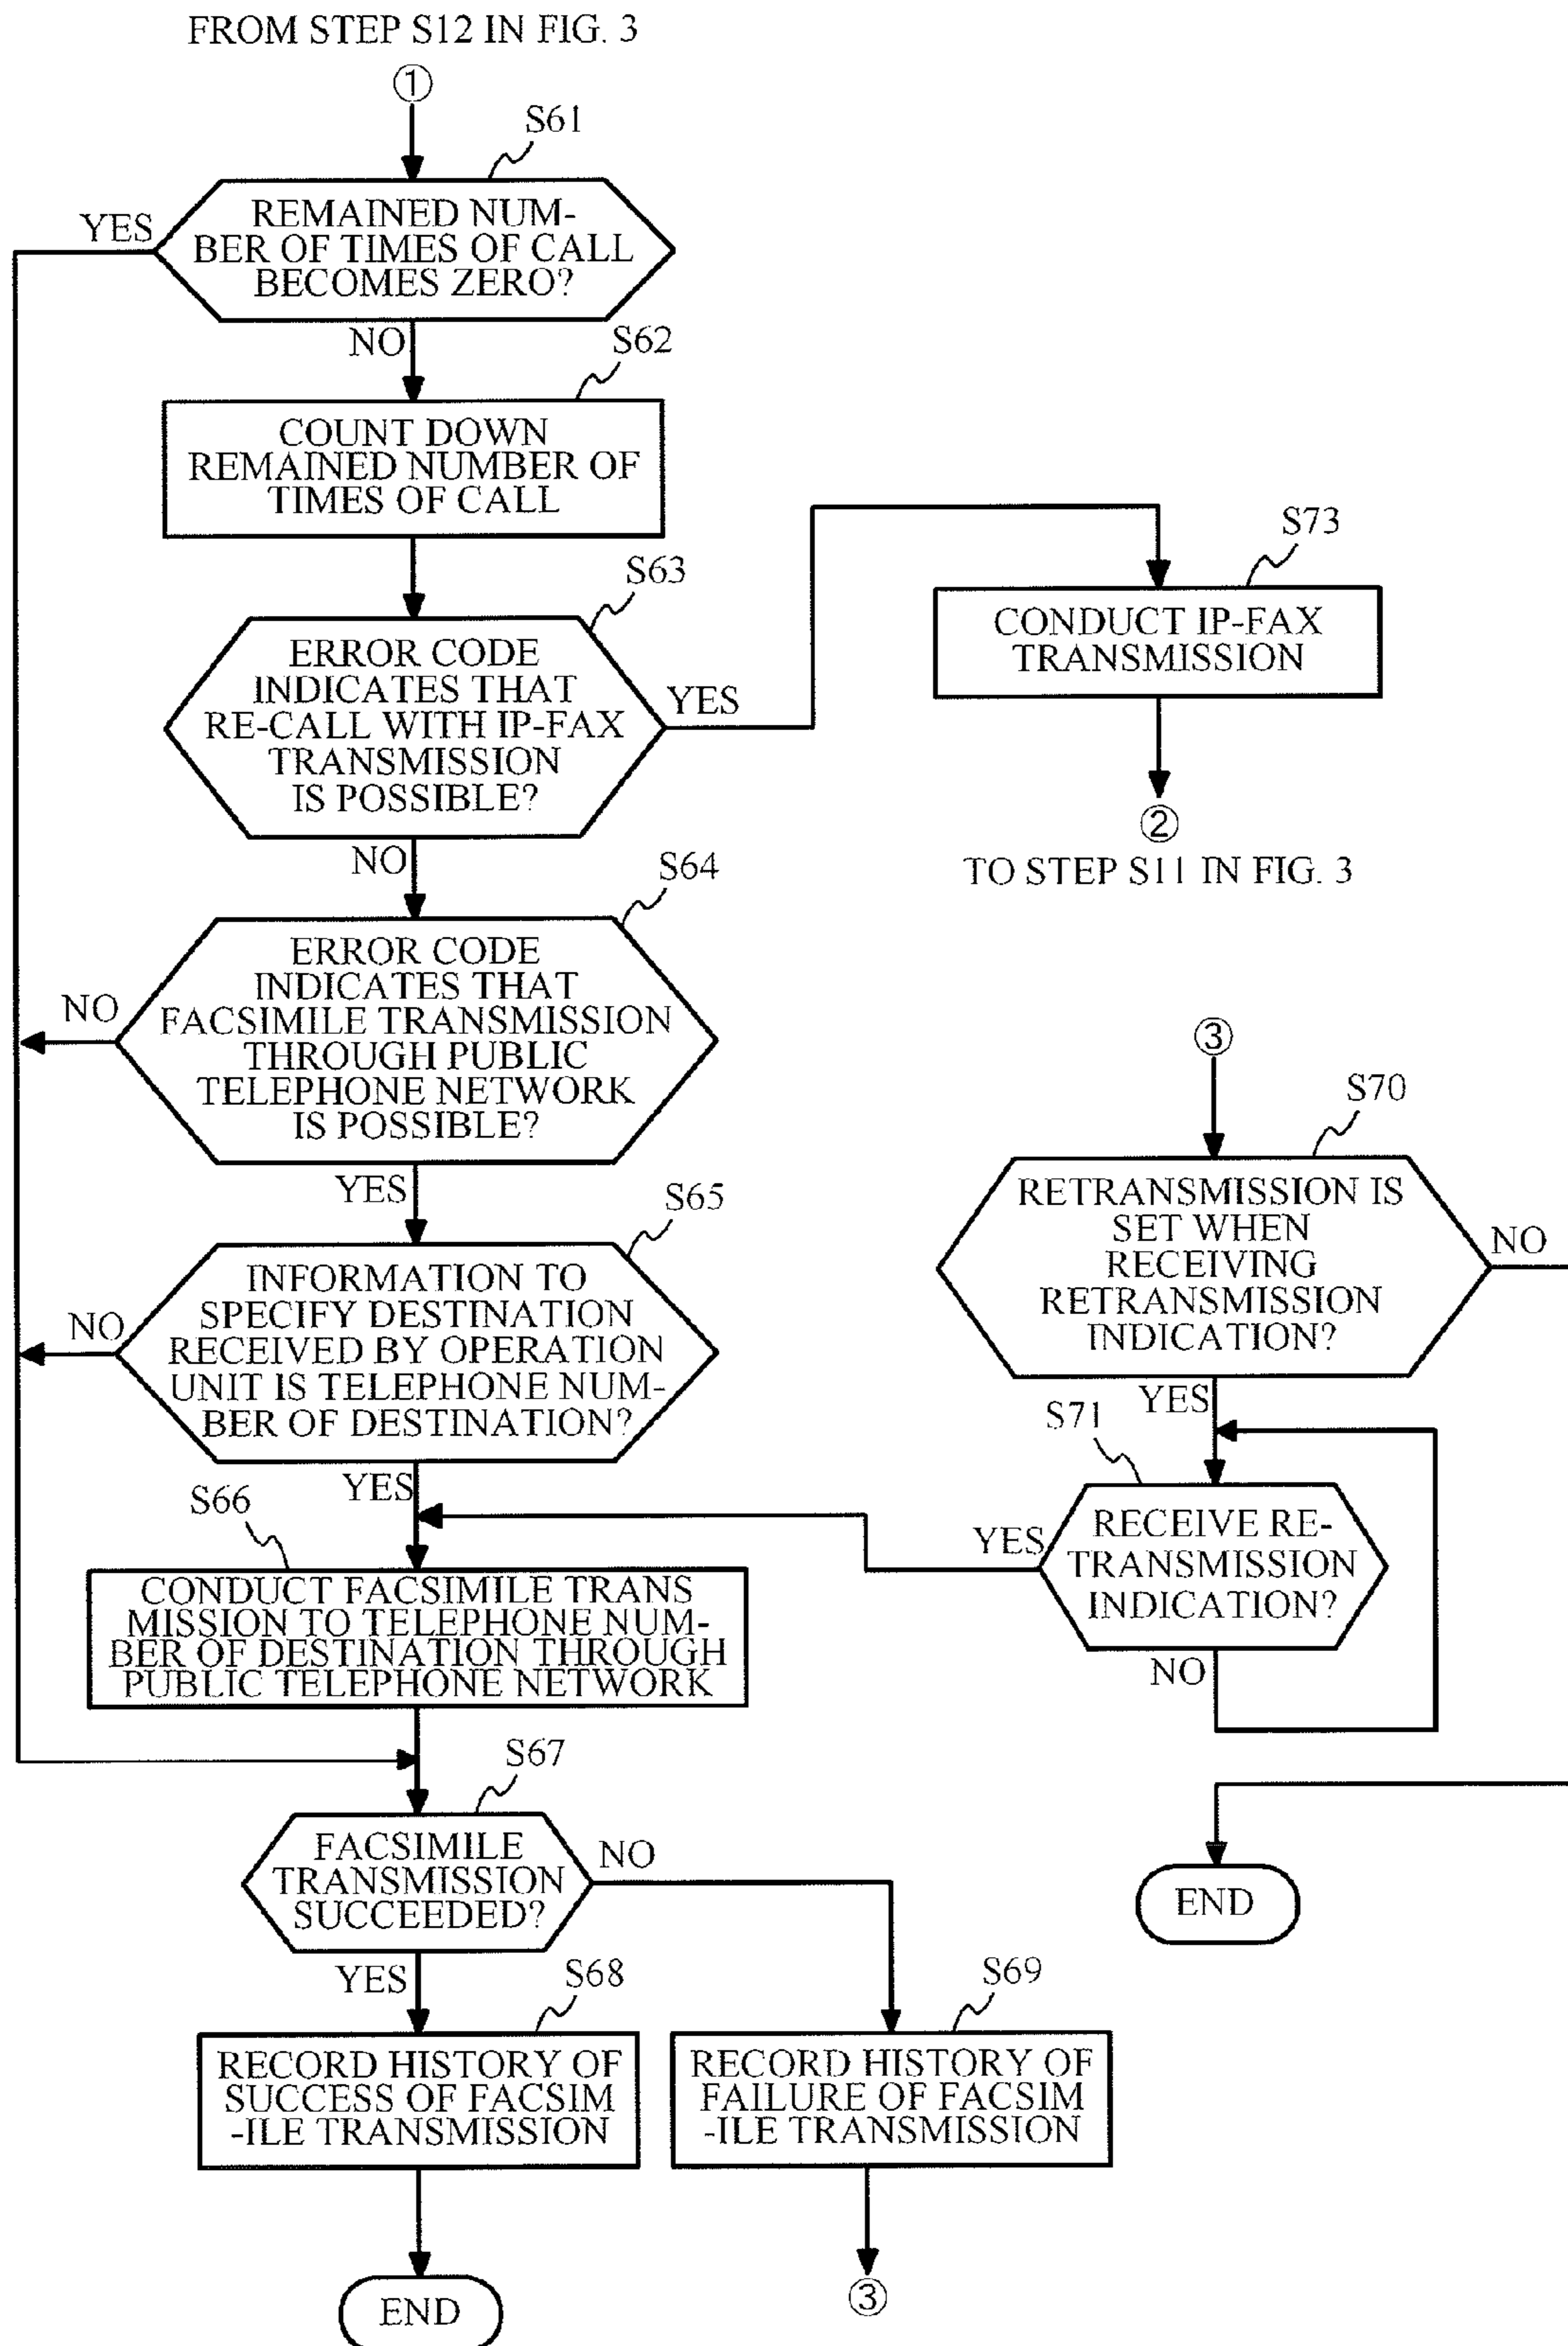 FROM STEP S12 IN FIG. 3
①
S61
REMAINED NUM-
BER OF TIMES OF CALL
BECOMES ZERO?
YES
NO
S62
COUNT DOWN
REMAINED NUMBER OF
TIMES OF CALL
S63
ERROR CODE
INDICATES THAT
RE-CALL WITH IP-FAX
TRANSMISSION
IS POSSIBLE?
YES
NO
S73
CONDUCT IP-FAX
TRANSMISSION
②
TO STEP S11 IN FIG. 3
S64
ERROR CODE
INDICATES THAT
FACSIMILE TRANSMISSION
THROUGH PUBLIC
TELEPHONE NETWORK
IS POSSIBLE?
NO
YES
S65
INFORMATION TO
SPECIFY DESTINATION
RECEIVED BY OPERATION
UNIT IS TELEPHONE NUM-
BER OF DESTINATION?
NO
YES
S66
CONDUCT FACSIMILE TRANS
MISSION TO TELEPHONE NUM-
BER OF DESTINATION THROUGH
PUBLIC TELEPHONE NETWORK
③
S70
RETRANSMISSION IS
SET WHEN
RECEIVING
RETRANSMISSION
INDICATION?
NO
YES
S71
RECEIVE RE-
TRANSMISSION
INDICATION?
YES
NO
END
S67
FACSIMILE
TRANSMISSION
SUCCEEDED?
NO
YES
S68
RECORD HISTORY OF
SUCCESS OF FACSIM
-ILE TRANSMISSION
END
S69
RECORD HISTORY OF
FAILURE OF FACSIM
-ILE TRANSMISSION
③